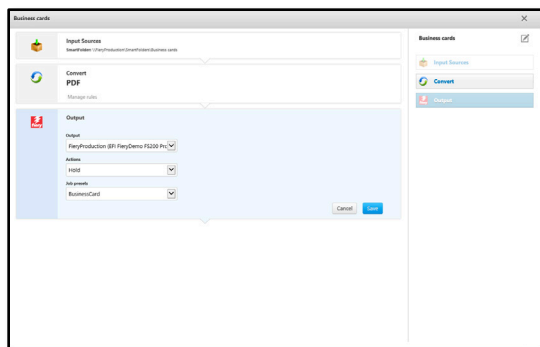 Business cards
Input Sources
SmartFolder: \\FieryProduction\SmartFolders\Business cards
Convert
PDF
Manage rules
Output
Output
FieryProduction (EFI FieryDemo FS200 Pro
Actions
Hold
Job presets
BusinessCard
Cancel
Save
Business cards
Input Sources
Convert
Output